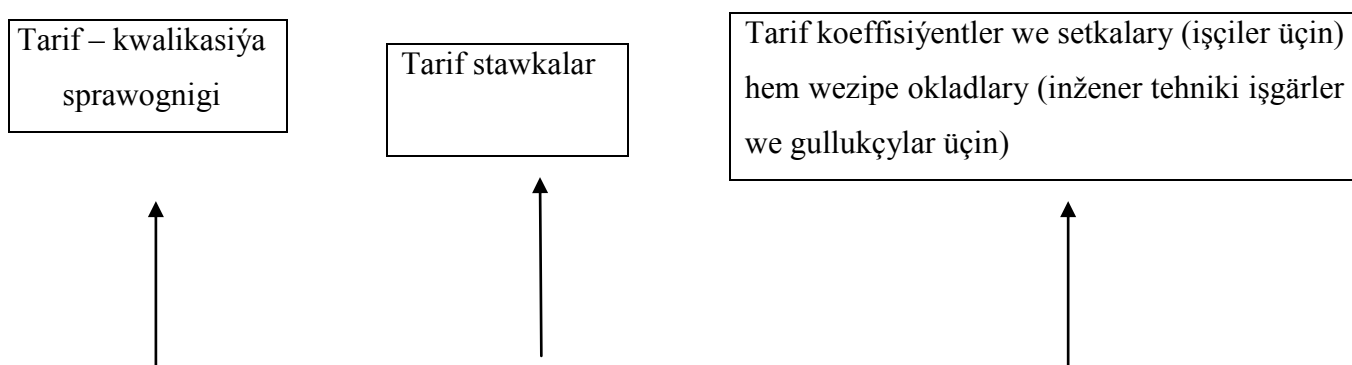 Tarif – kwalikasiýa
sprawognigi
Tarif stawkalar
Tarif koeffisiýentler we setkalary (işçiler üçin)
hem wezipe okladlary (inžener tehniki işgärler
we gullukçylar üçin)